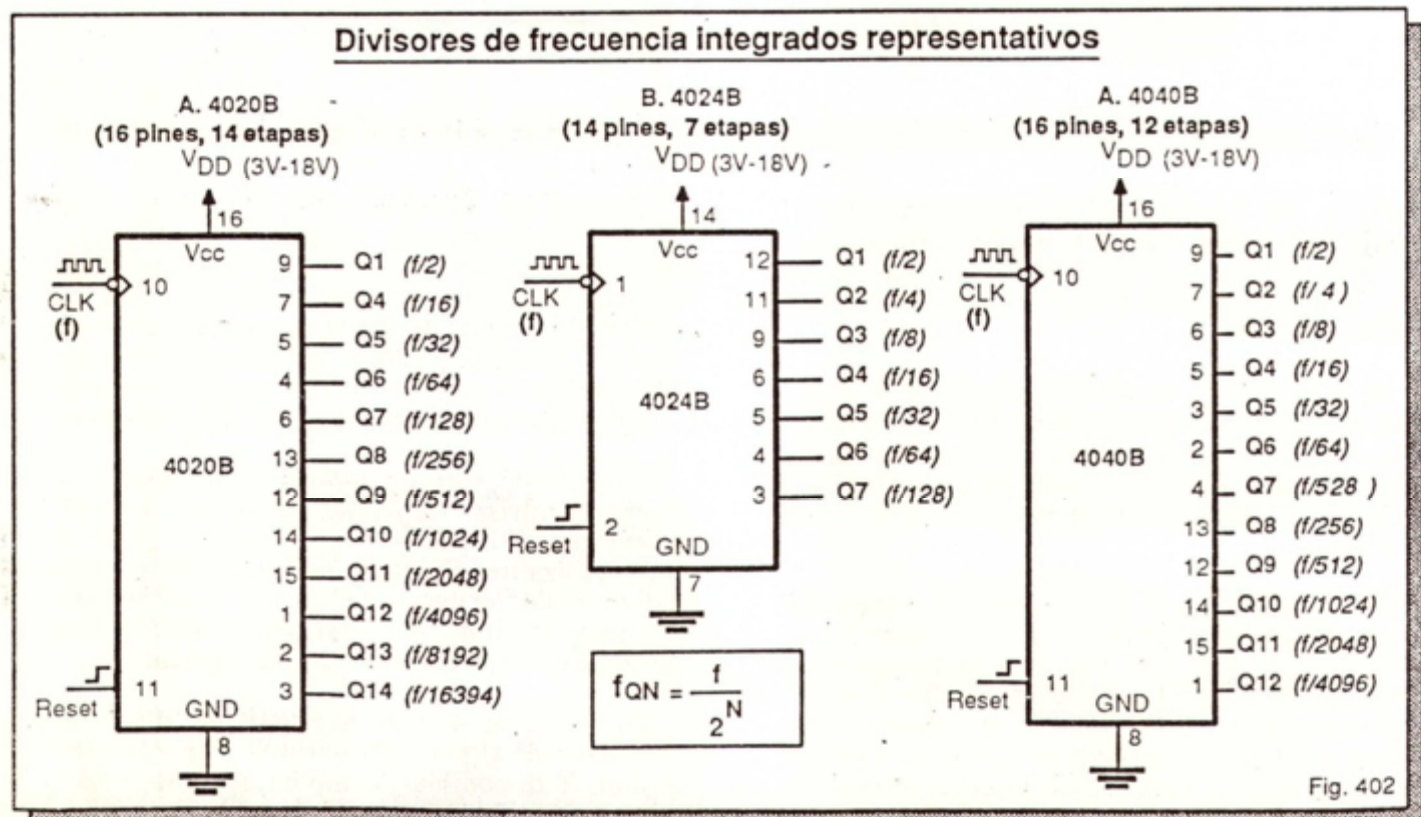 Divisores de frecuencia integrados representativos
A. 4020B
(16 pines, 14 etapas)
VDD (3V-18V)
16
Vcc
CLK
(f)
10
9 Q1 (f/2)
7 Q4 (f/16)
5 Q5 (f/32)
4 Q6 (f/64)
6 Q7 (f/128)
13 Q8 (f/256)
12 Q9 (f/512)
14 Q10 (f/1024)
15 Q11 (f/2048)
1 Q12 (f/4096)
2 Q13 (f/8192)
3 Q14 (f/16394)
4020B
Reset
11
GND
8
B. 4024B
(14 pines, 7 etapas)
VDD (3V-18V)
14
Vcc
CLK
(f)
1
12 Q1 (f/2)
11 Q2 (f/4)
9 Q3 (f/8)
6 Q4 (f/16)
5 Q5 (f/32)
4 Q6 (f/64)
3 Q7 (f/128)
4024B
Reset
2
GND
7
fQN = f / 2^N
A. 4040B
(16 pines, 12 etapas)
VDD (3V-18V)
16
Vcc
CLK
(f)
10
9 Q1 (f/2)
7 Q2 (f/ 4 )
6 Q3 (f/8)
5 Q4 (f/16)
3 Q5 (f/32)
2 Q6 (f/64)
4 Q7 (f/528 )
13 Q8 (f/256)
12 Q9 (f/512)
14 Q10 (f/1024)
15 Q11 (f/2048)
1 Q12 (f/4096)
4040B
Reset
11
GND
8
Fig. 402